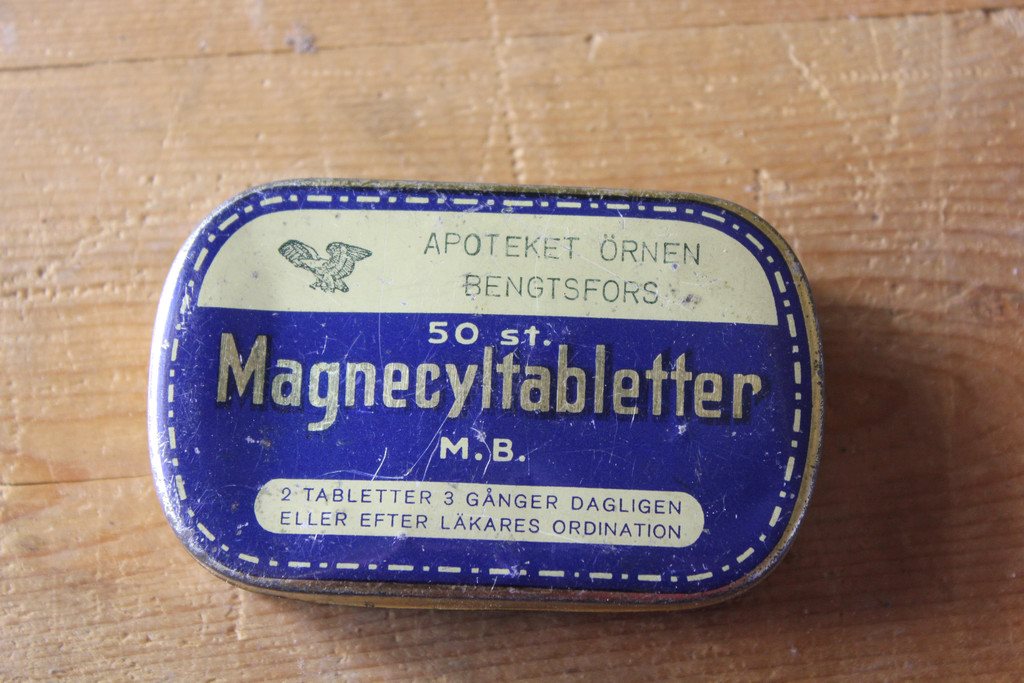 APOTEKET ÖRNEN
BENGTSFORS
50 st.
Magnecyltabletter
M.B.
2 TABLETTER 3 GÅNGER DAGLIGEN
ELLER EFTER LÄKARES ORDINATION